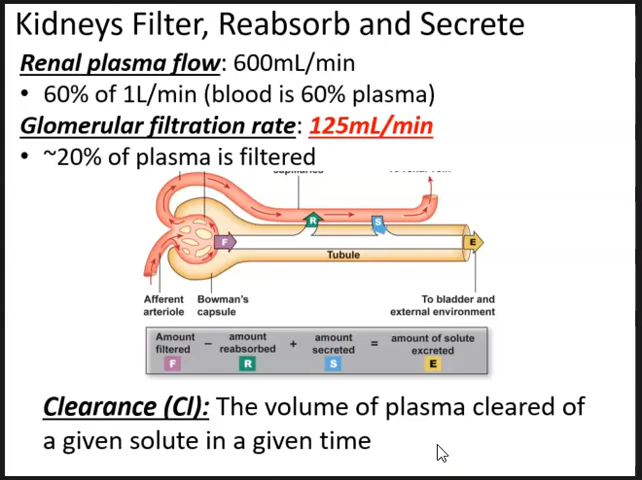 Kidneys Filter, Reabsorb and Secrete
Renal plasma flow: 600mL/min
• 60% of 1L/min (blood is 60% plasma)
Glomerular filtration rate: 125mL/min
• ~20% of plasma is filtered
R
S
F
E
Tubule
Afferent
arteriole
Bowman's
capsule
To bladder and
external environment
Amount
filtered
F
–
amount
reabsorbed
R
+
amount
secreted
S
=
amount of solute
excreted
E
Clearance (Cl): The volume of plasma cleared of
a given solute in a given time